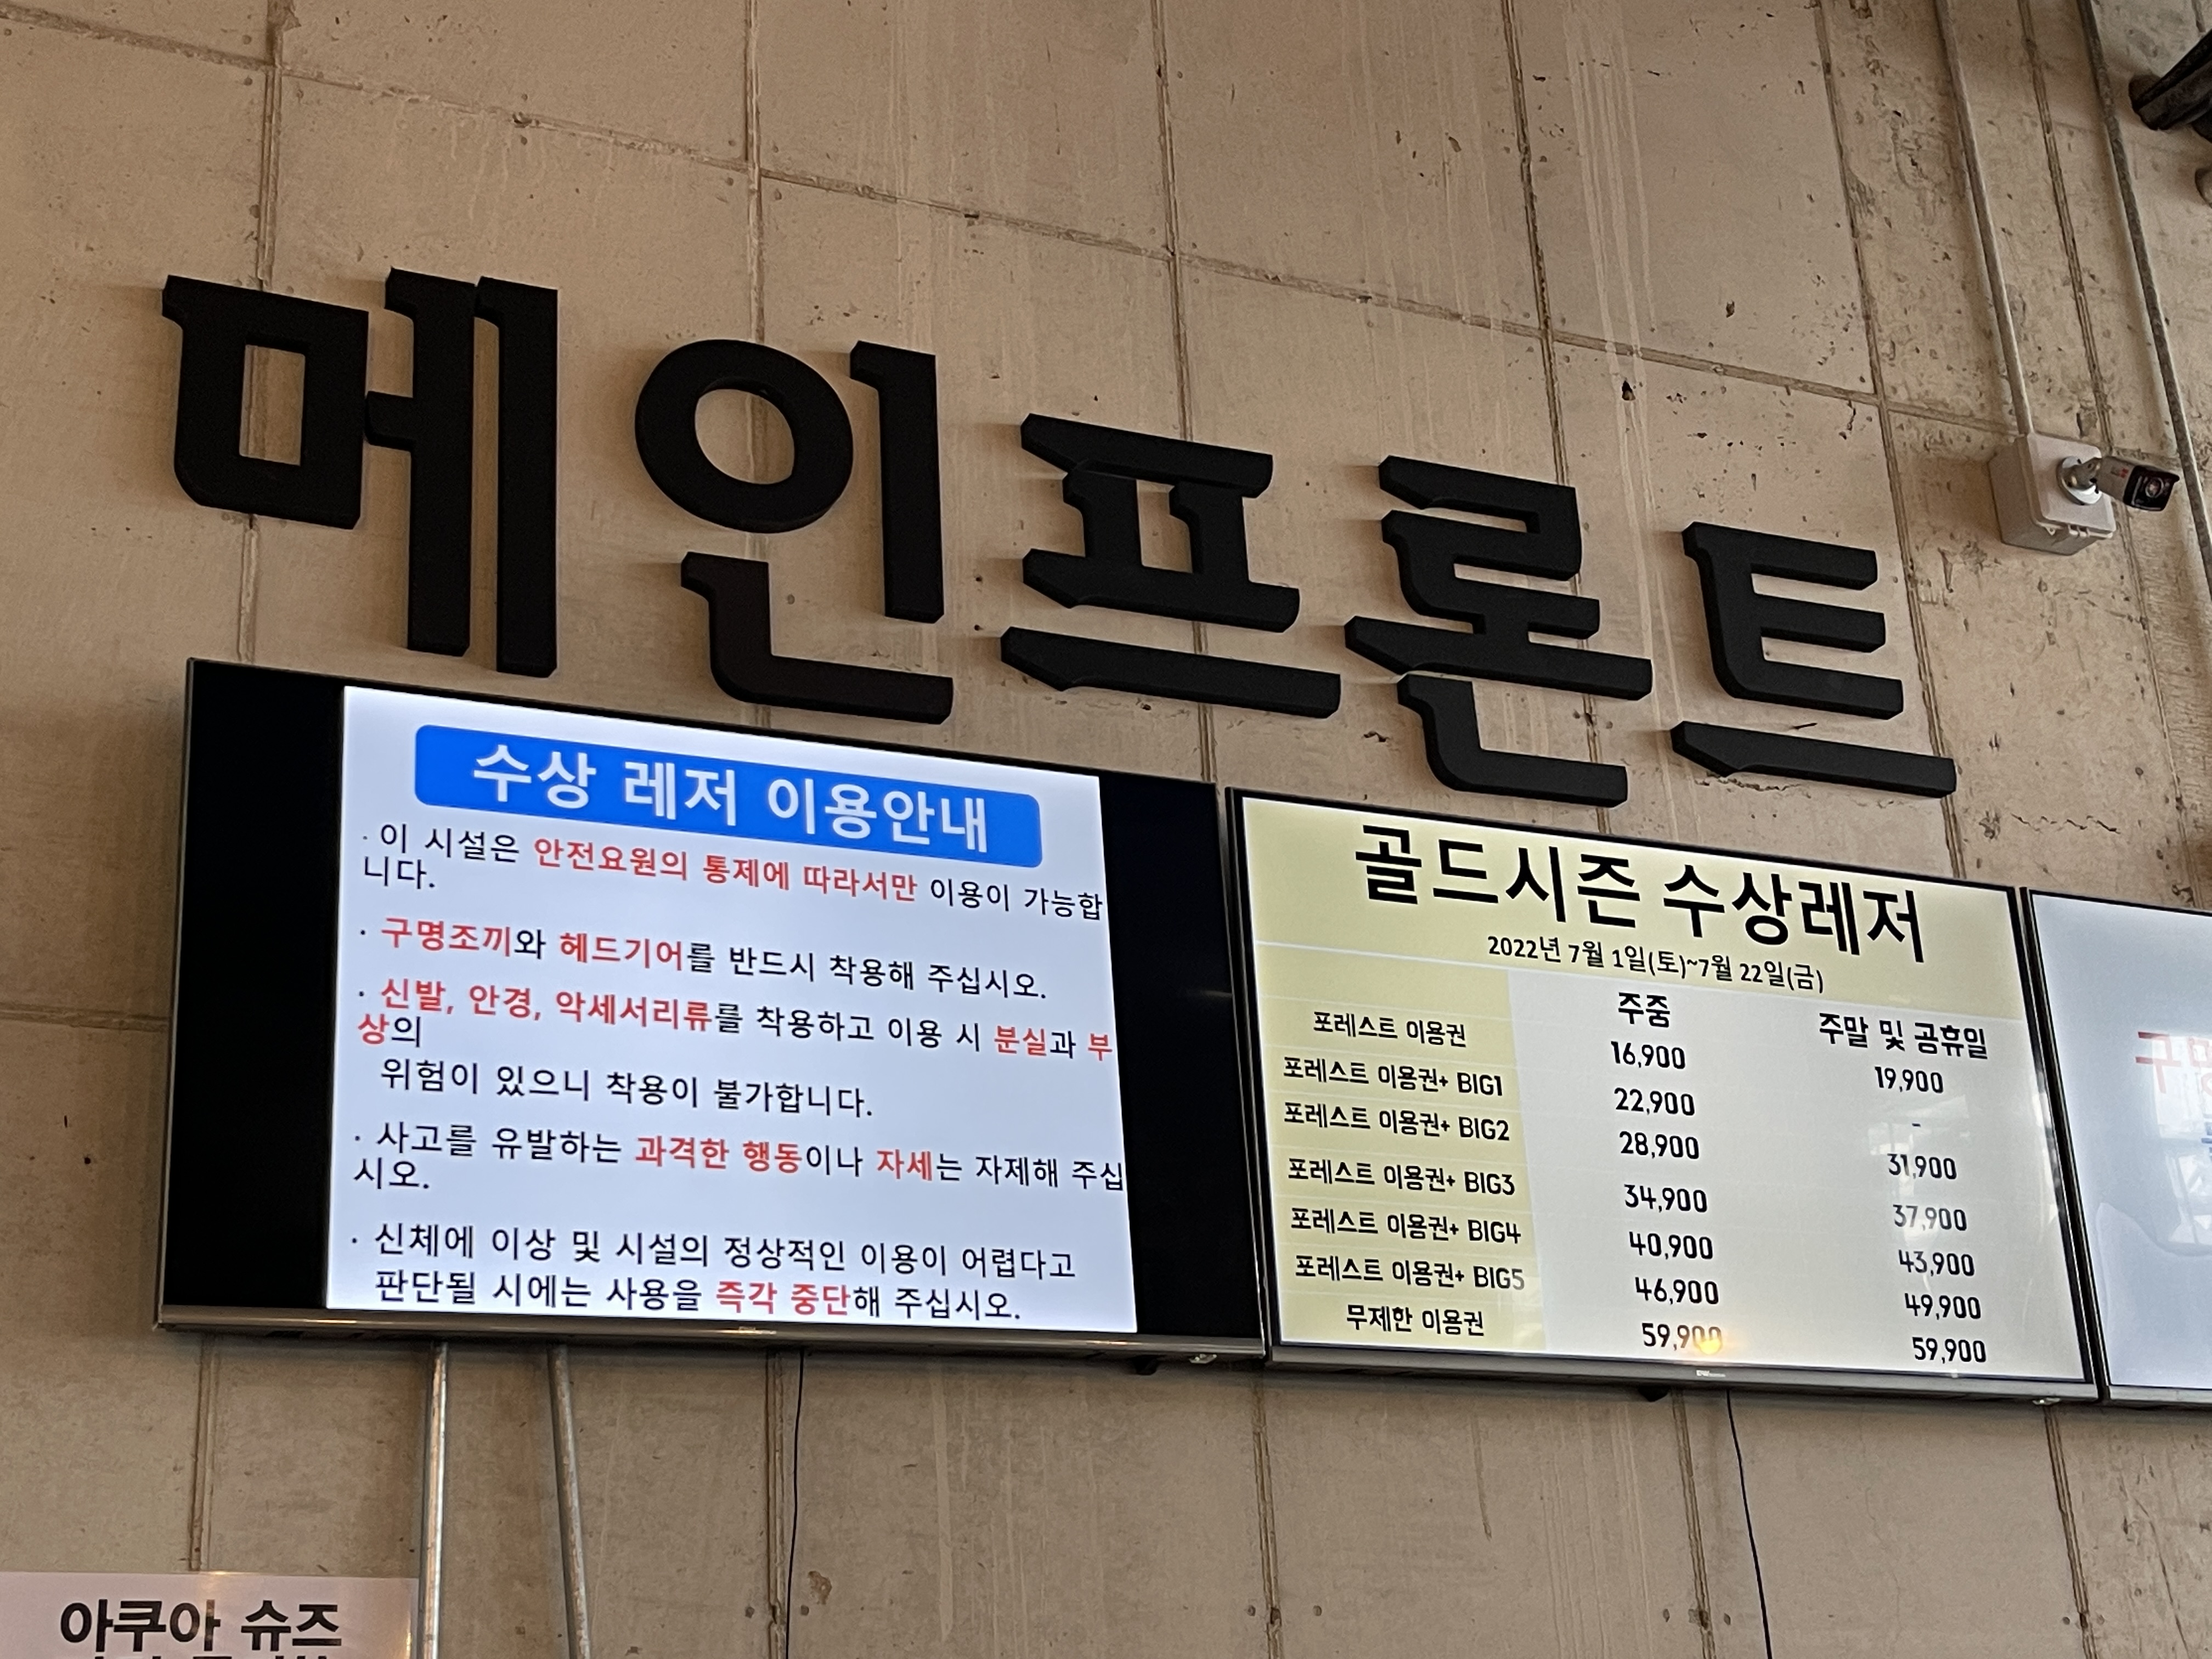 메인프론트
수상 레저 이용안내
· 이 시설은 안전요원의 통제에 따라서만 이용이 가능합
니다.
· 구명조끼와 헤드기어를 반드시 착용해 주십시오.
· 신발, 안경, 악세서리류를 착용하고 이용 시 분실과 부
상의
위험이 있으니 착용이 불가합니다.
· 사고를 유발하는 과격한 행동이나 자세는 자제해 주십
시오.
· 신체에 이상 및 시설의 정상적인 이용이 어렵다고
판단될 시에는 사용을 즉각 중단해 주십시오.
골드시즌 수상레저
2022년 7월 1일(토)~7월 22일(금)
주중 주말 및 공휴일
포레스트 이용권 16,900 19,900
포레스트 이용권+ BIG1 22,900 -
포레스트 이용권+ BIG2 28,900 31,900
포레스트 이용권+ BIG3 34,900 37,900
포레스트 이용권+ BIG4 40,900 43,900
포레스트 이용권+ BIG5 46,900 49,900
무제한 이용권 59,900 59,900
아쿠아 슈즈